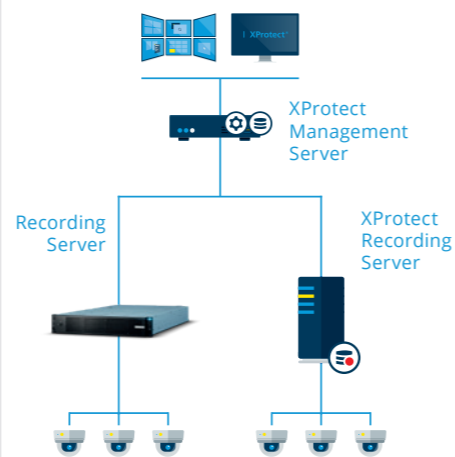 XProtect®
XProtect
Management
Server
Recording
Server
XProtect
Recording
Server